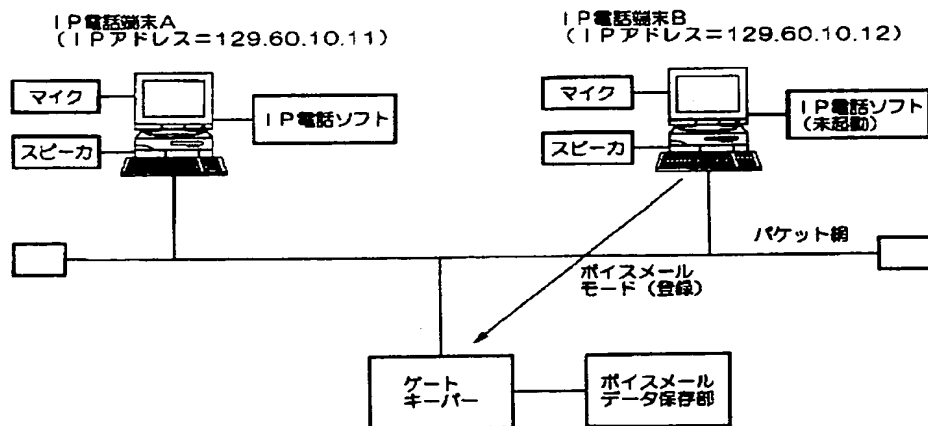 IP電話端末A
(IPアドレス=129.60.10.11)
マイク
スピーカ
IP電話ソフト
IP電話端末B
(IPアドレス=129.60.10.12)
マイク
スピーカ
IP電話ソフト
(未起動)
パケット網
ボイスメール
モード(登録)
ゲート
キーパー
ボイスメール
データ保存部